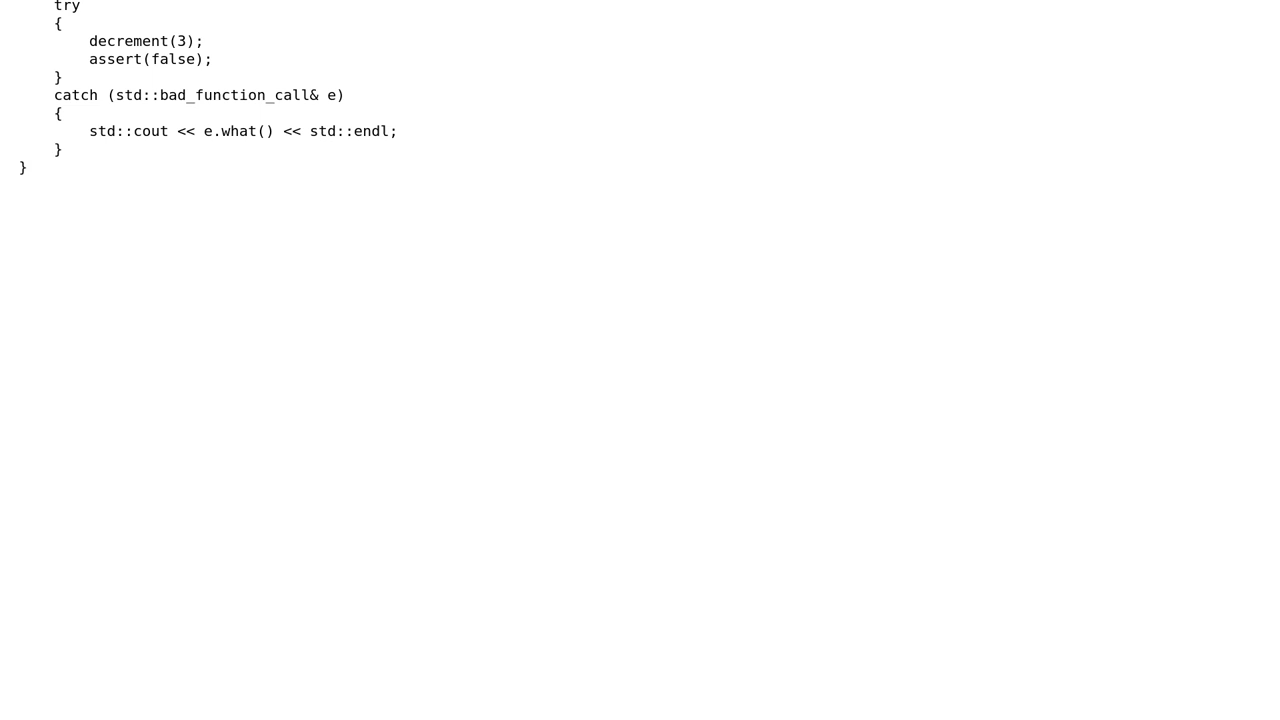 try
    {
        decrement(3);
        assert(false);
    }
    catch (std::bad_function_call& e)
    {
        std::cout << e.what() << std::endl;
    }
}